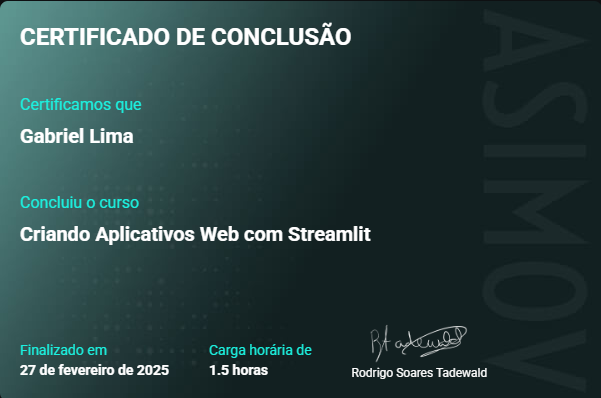 CERTIFICADO DE CONCLUSÃO
Certificamos que
Gabriel Lima
Concluiu o curso
Criando Aplicativos Web com Streamlit
Finalizado em
27 de fevereiro de 2025
Carga horária de
1.5 horas
Rodrigo Soares Tadewald
ASIMOV